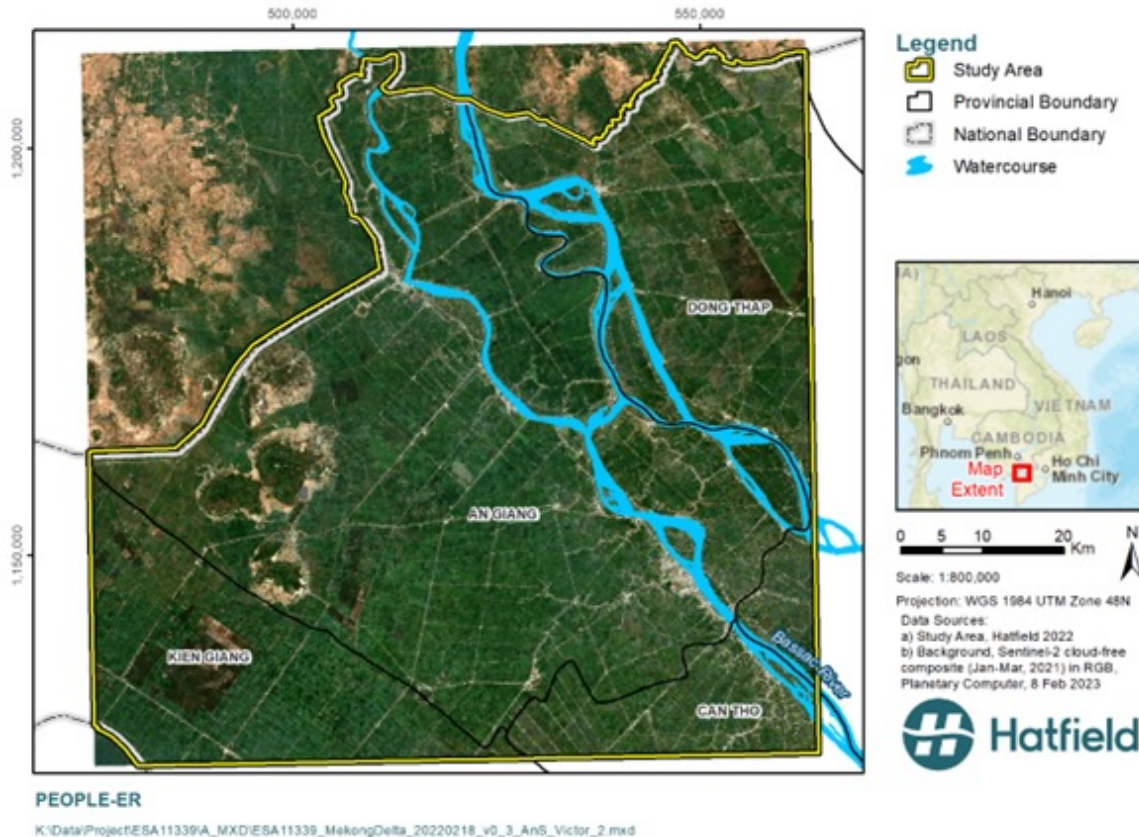 500,000
550,000
1,200,000
1,150,000
DONG THAP
AN GIANG
KIEN GIANG
CAN THO
Bassac River
Legend
Study Area
Provincial Boundary
National Boundary
Watercourse
Hanoi
LAOS
THAILAND
VIETNAM
Bangkok
CAMBODIA
Phnom Penh
Ho Chi
Minh City
Map
Extent
0 5 10 20
Km
N
Scale: 1:800,000
Projection: WGS 1984 UTM Zone 48N
Data Sources:
a) Study Area, Hatfield 2022
b) Background, Sentinel-2 cloud-free
composite (Jan-Mar, 2021) in RGB,
Planetary Computer, 8 Feb 2023
Hatfield
PEOPLE-ER
K:\Data\Project\ESA11339\A_MXD\ESA11339_MekongDelta_20220218_v0_3_AnS_Victor_2.mxd